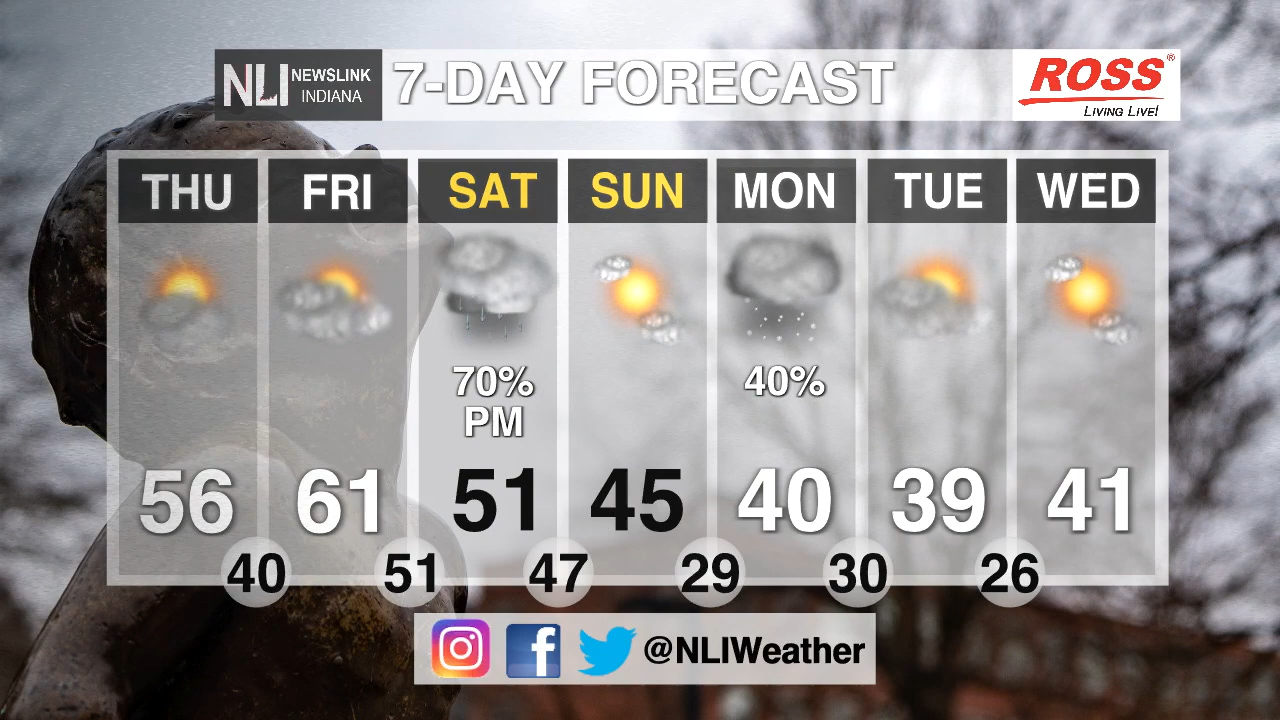 NLI NEWSLINK INDIANA
7-DAY FORECAST
ROSS®
LIVING LIVE!
THU FRI SAT SUN MON TUE WED
70% PM
40%
56 61 51 45 40 39 41
40 51 47 29 30 26
@NLIWeather